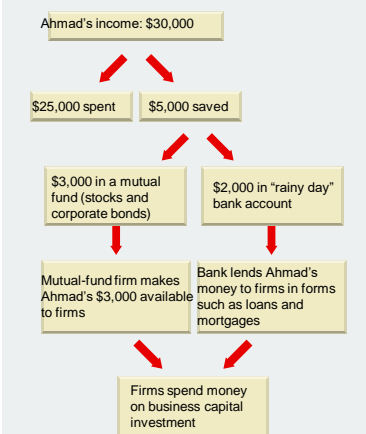 Ahmad's income: $30,000
$25,000 spent
$5,000 saved
$3,000 in a mutual
fund (stocks and
corporate bonds)
$2,000 in “rainy day”
bank account
Mutual-fund firm makes
Ahmad’s $3,000 available
to firms
Bank lends Ahmad’s
money to firms in forms
such as loans and
mortgages
Firms spend money
on business capital
investment